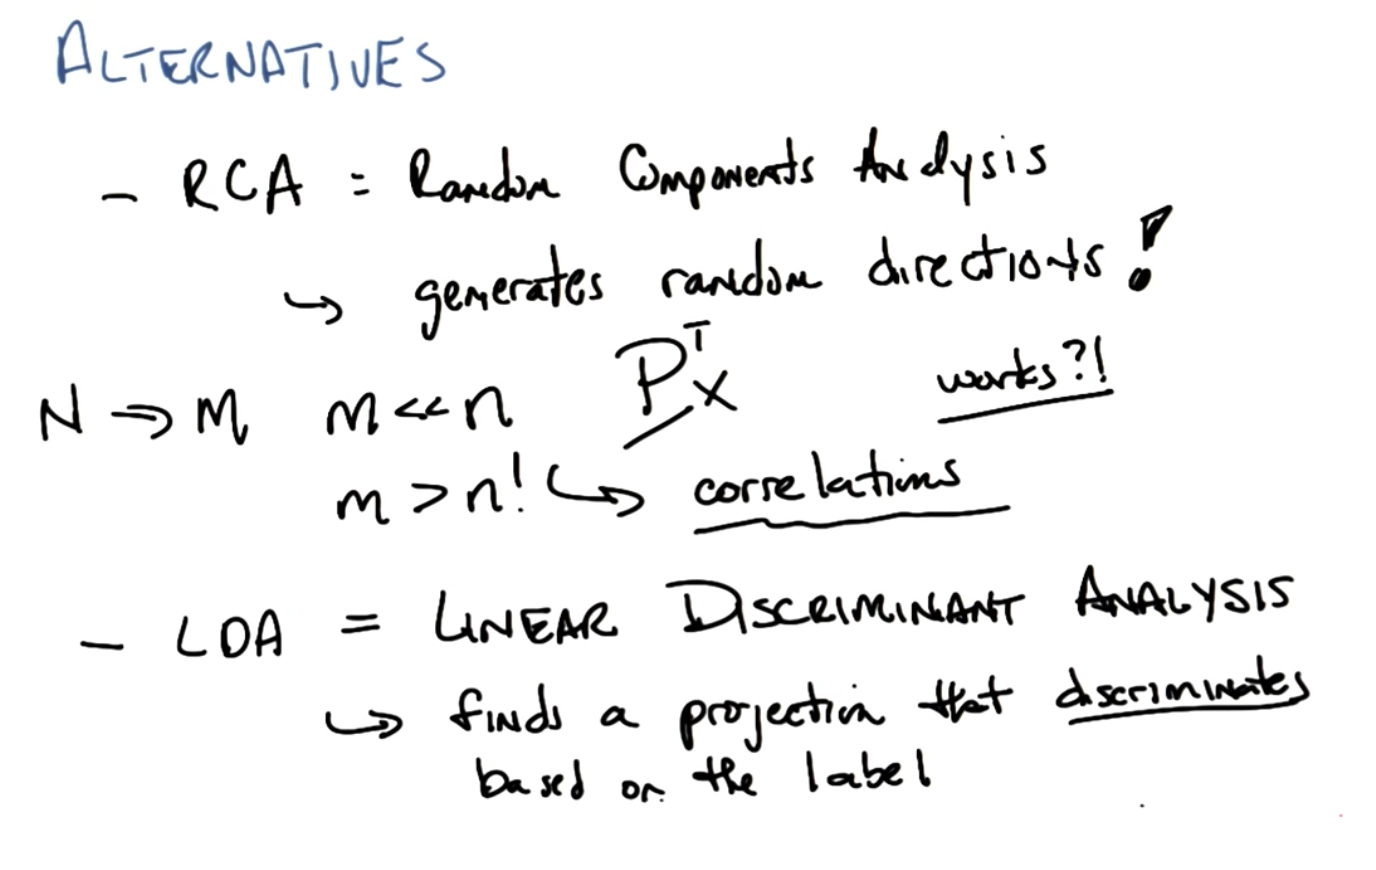 ALTERNATIVES
- RCA = Random Components Analysis
↪ generates random directions!
N ⇒ M m << n Pᵀx works?!
m > n! ↪ correlations
- LDA = LINEAR DISCRIMINANT ANALYSIS
↪ finds a projection that discriminates
based on the label